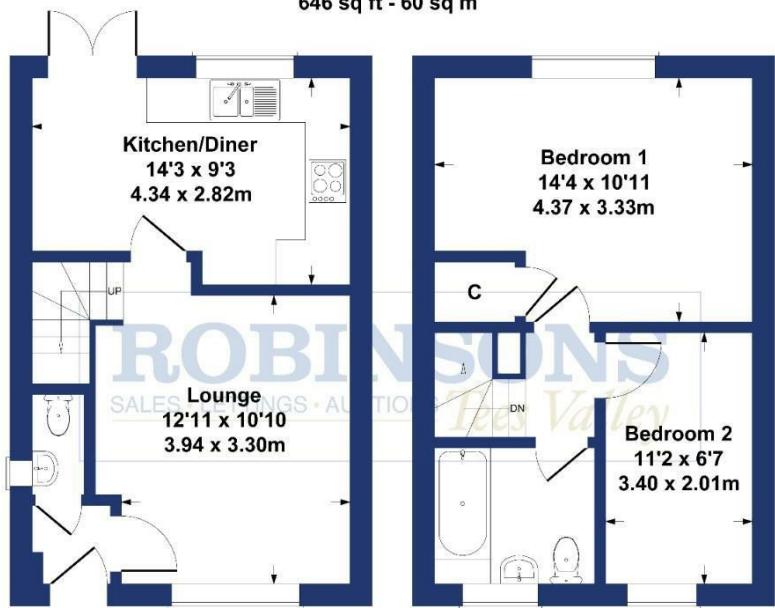 646 sq ft - 60 sq m
Kitchen/Diner
14'3 x 9'3
4.34 x 2.82m
UP
Lounge
12'11 x 10'10
3.94 x 3.30m
Bedroom 1
14'4 x 10'11
4.37 x 3.33m
C
DN
Bedroom 2
11'2 x 6'7
3.40 x 2.01m
ROBINSONS
SALES · LETTINGS · AUCTIONS
Tees Valley